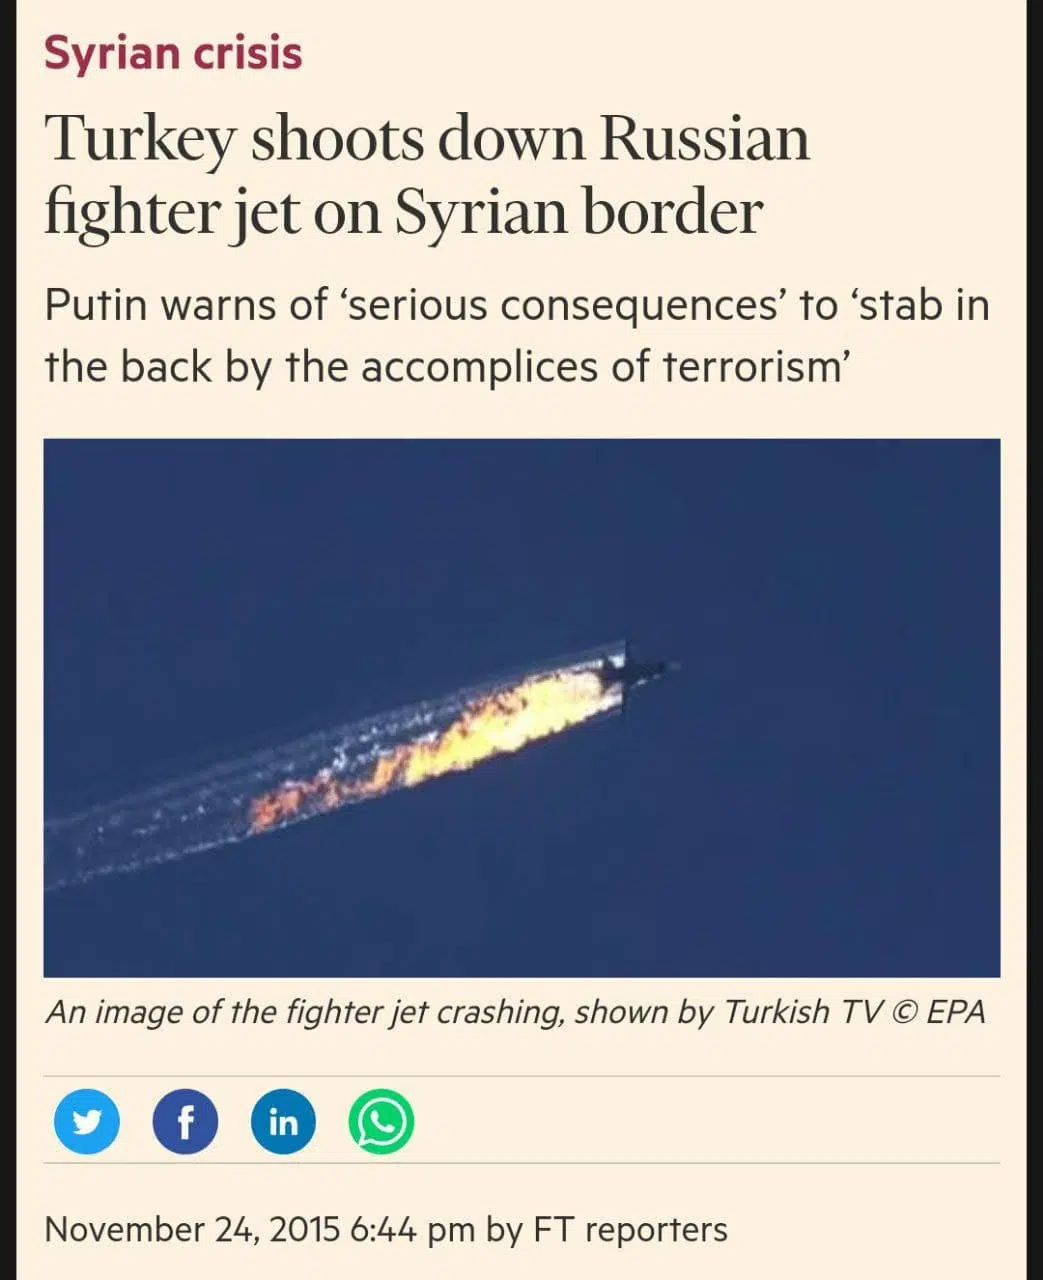 Syrian crisis
Turkey shoots down Russian
fighter jet on Syrian border
Putin warns of ‘serious consequences’ to ‘stab in
the back by the accomplices of terrorism’
An image of the fighter jet crashing, shown by Turkish TV © EPA
f
in
November 24, 2015 6:44 pm by FT reporters